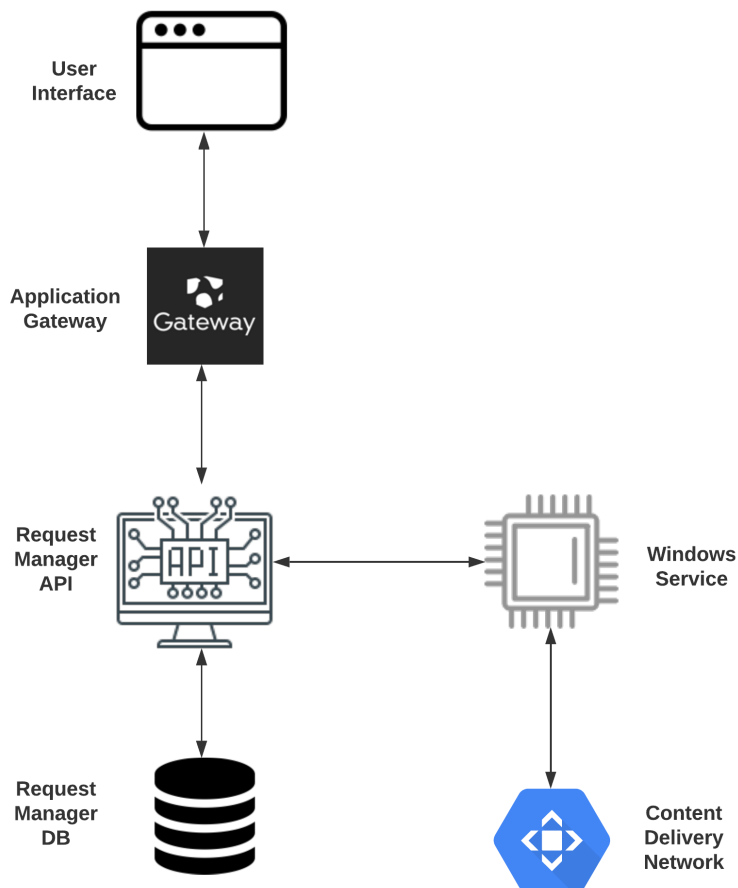 User
Interface
Application
Gateway
Gateway
Request
Manager
API
API
Windows
Service
Request
Manager
DB
Content
Delivery
Network